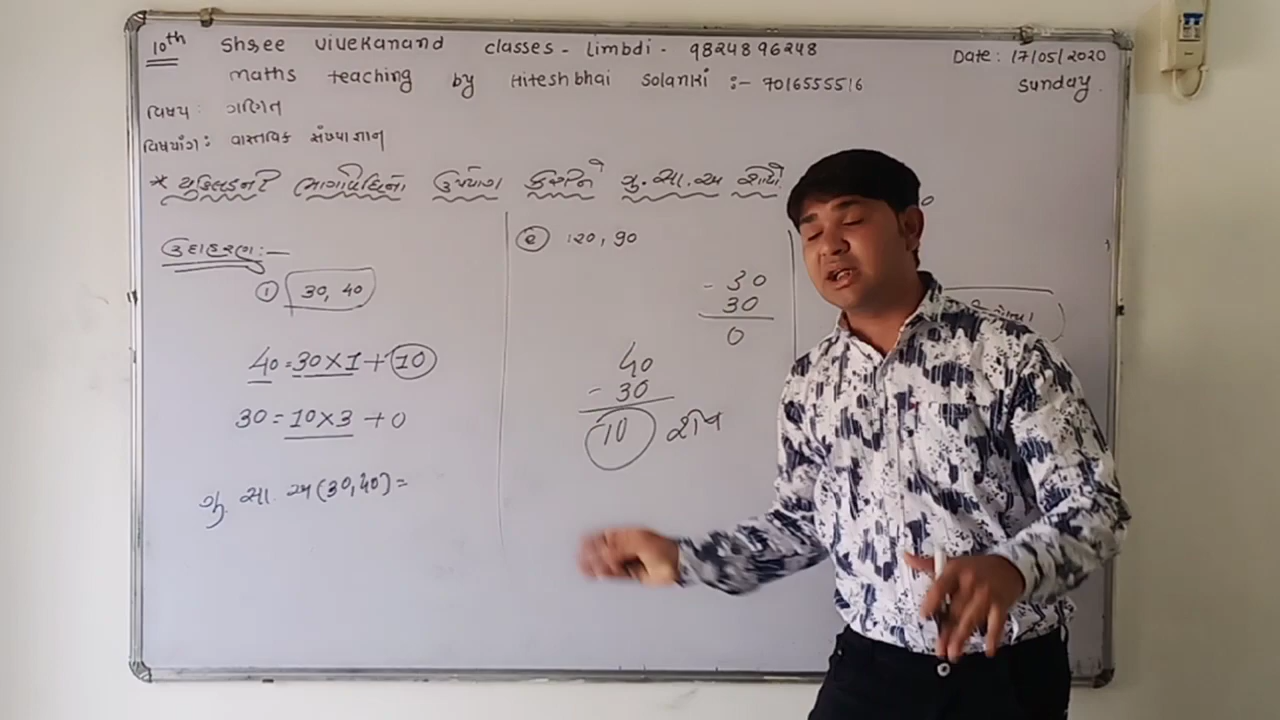 10th Shree vivekanand classes - Limbdi - 9824896248
Date: 17/05/2020
maths teaching by Hiteshbhai Solanki :- 7016555516
Sunday.
વિષય: ગણિત
વિષયાંગ: વાસ્તવિક સંખ્યાજ્ઞાન
* યુક્લિડની ભાગવિધિનો ઉપયોગ કરીને ગુ. સા. અ શોધો
ઉદાહરણ:-
① 30, 40
40 = 30 X 1 + 10
30 = 10 X 3 + 0
ગુ. સા. અ (30, 40) =
② 120, 90
- 30
30
0
40
- 30
10 શેષ